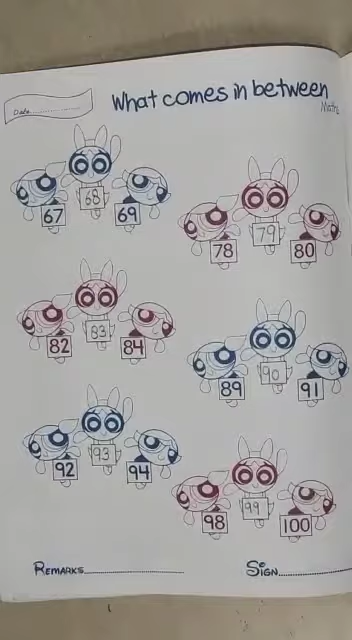 What comes in between
Date..................
Maths
67 68 69
78 79 80
82 83 84
89 90 91
92 93 94
98 99 100
REMARKS..............................
SIGN..............................